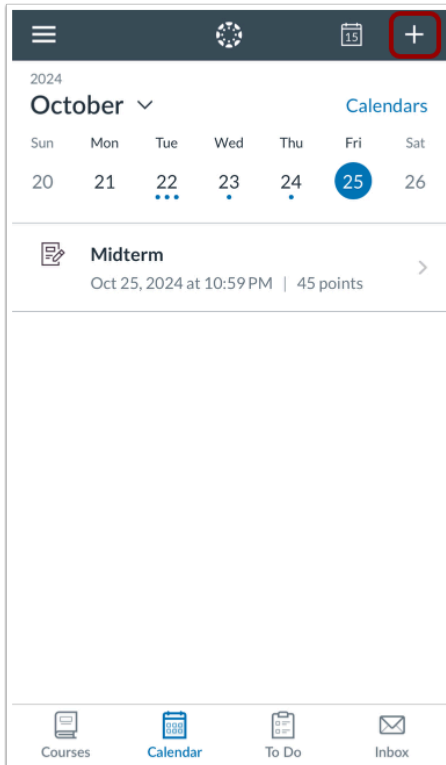 15
2024
October
Calendars
Sun Mon Tue Wed Thu Fri Sat
20 21 22 23 24 25 26
Midterm
Oct 25, 2024 at 10:59 PM | 45 points
Courses Calendar To Do Inbox